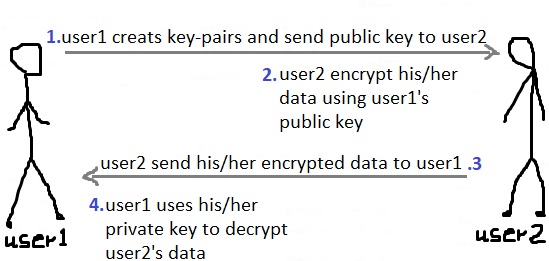 1.user1 creats key-pairs and send public key to user2
2.user2 encrypt his/her
data using user1's
public key
user2 send his/her encrypted data to user1 .3
4.user1 uses his/her
private key to decrypt
user2's data
user1
user2